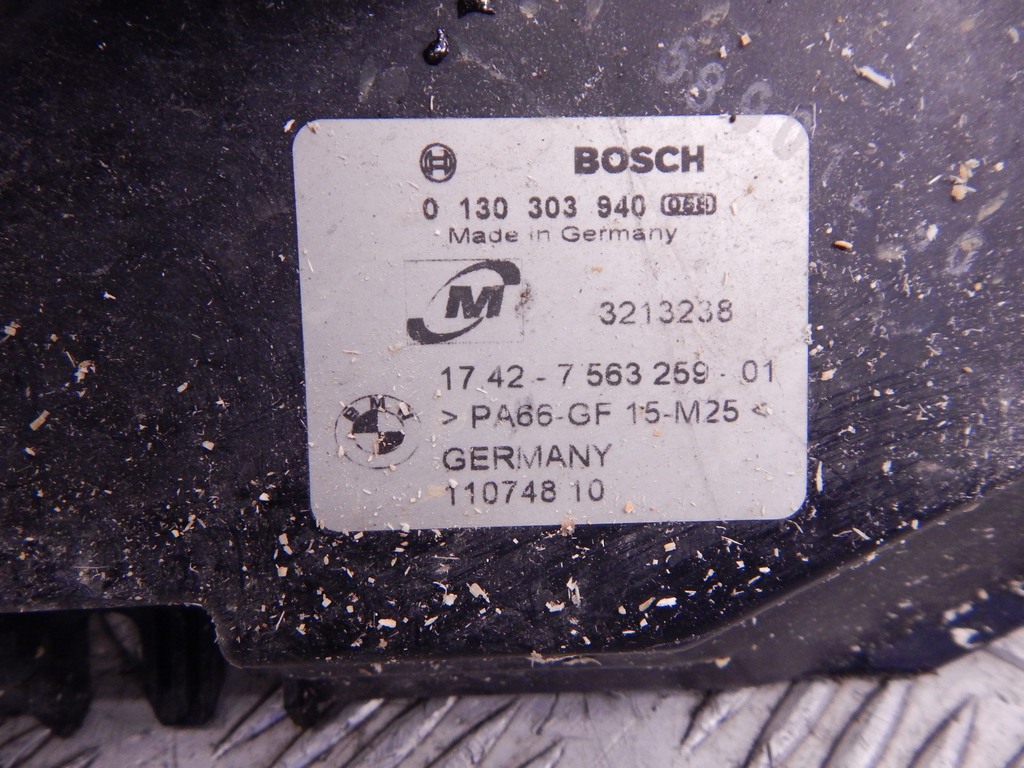 BOSCH
0 130 303 940
Made in Germany
M
3213238
17 42 - 7 563 259 - 01
BMW
> PA66-GF 15-M25 <
GERMANY
110748 10